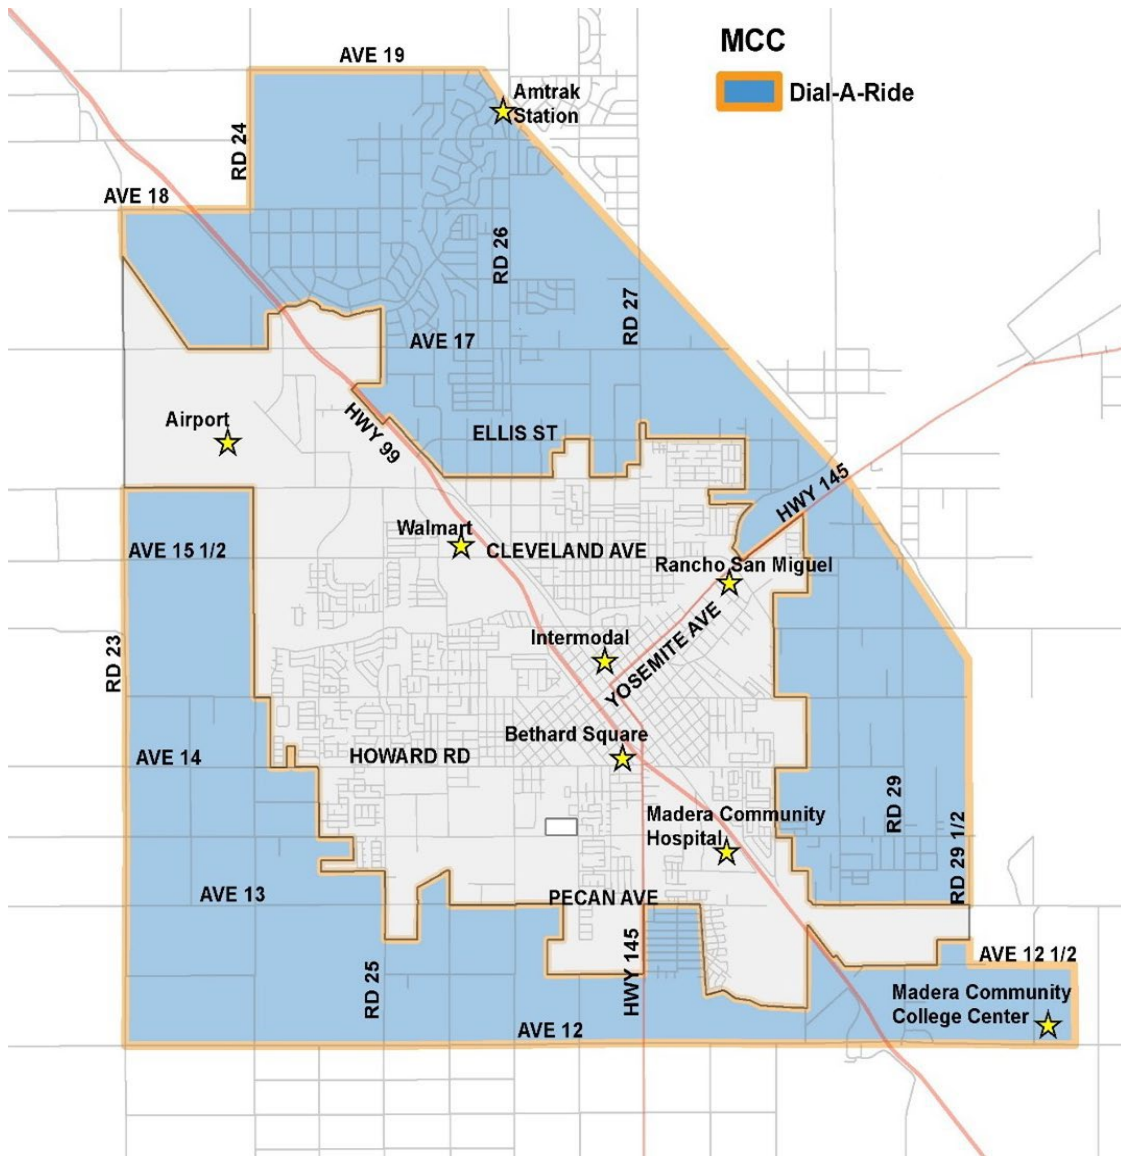 MCC
AVE 19
Dial-A-Ride
Amtrak
Station
RD 24
AVE 18
RD 26
RD 27
AVE 17
Airport
HWY 99
ELLIS ST
HWY 145
Walmart
AVE 15 1/2
CLEVELAND AVE
Rancho San Miguel
RD 23
Intermodal
YOSEMITE AVE
Bethard Square
AVE 14
HOWARD RD
RD 29
Madera Community
Hospital
RD 29 1/2
AVE 13
PECAN AVE
RD 25
HWY 145
AVE 12 1/2
Madera Community
College Center
AVE 12